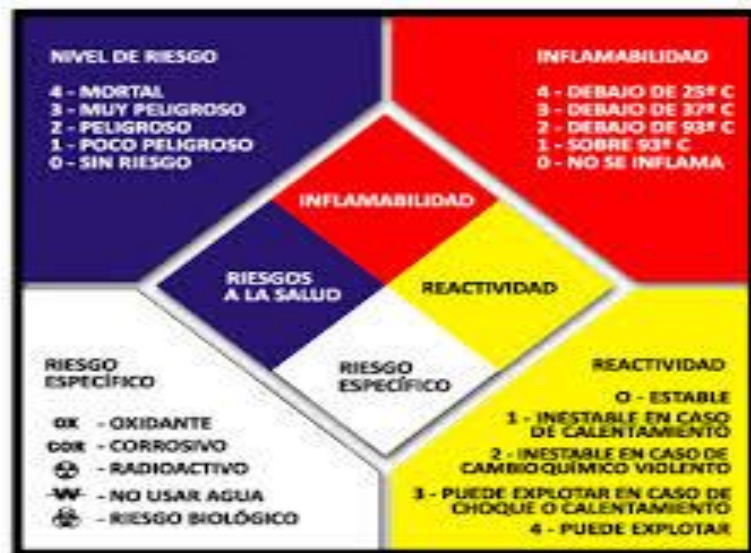 NIVEL DE RIESGO
4 - MORTAL
3 - MUY PELIGROSO
2 - PELIGROSO
1 - POCO PELIGROSO
0 - SIN RIESGO
INFLAMABILIDAD
4 - DEBAJO DE 25º C
3 - DEBAJO DE 37º C
2 - DEBAJO DE 93º C
1 - SOBRE 93º C
0 - NO SE INFLAMA
INFLAMABILIDAD
RIESGOS
A LA SALUD
REACTIVIDAD
RIESGO
ESPECÍFICO
RIESGO
ESPECÍFICO
OX - OXIDANTE
COR - CORROSIVO
☢ - RADIOACTIVO
W - NO USAR AGUA
☣ - RIESGO BIOLÓGICO
REACTIVIDAD
O - ESTABLE
1 - INESTABLE EN CASO
DE CALENTAMIENTO
2 - INESTABLE EN CASO DE
CAMBIO QUÍMICO VIOLENTO
3 - PUEDE EXPLOTAR EN CASO DE
CHOQUE O CALENTAMIENTO
4 - PUEDE EXPLOTAR